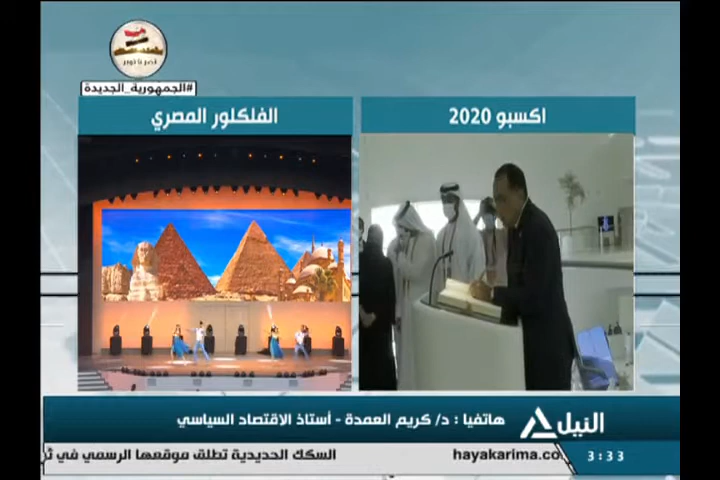 #الجمهورية_الجديدة
اكسبو 2020
الفلكلور المصري
هاتفيا : د/ كريم العمدة - أستاذ الاقتصاد السياسي
النيل
السكك الحديدية تطلق موقعها الرسمي في
hayakarima.co
3:33